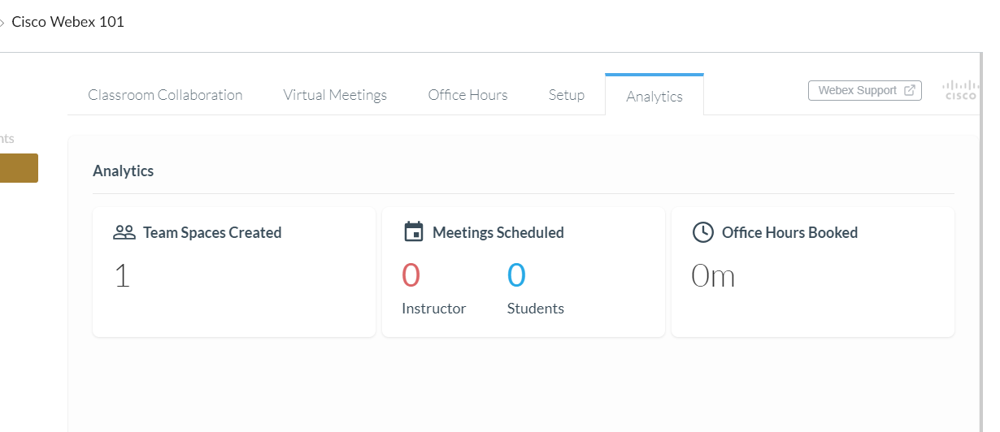 Cisco Webex 101
Classroom Collaboration Virtual Meetings Office Hours Setup Analytics Webex Support
CISCO
nts
Analytics
Team Spaces Created
1
Meetings Scheduled
0 0
Instructor Students
Office Hours Booked
0m